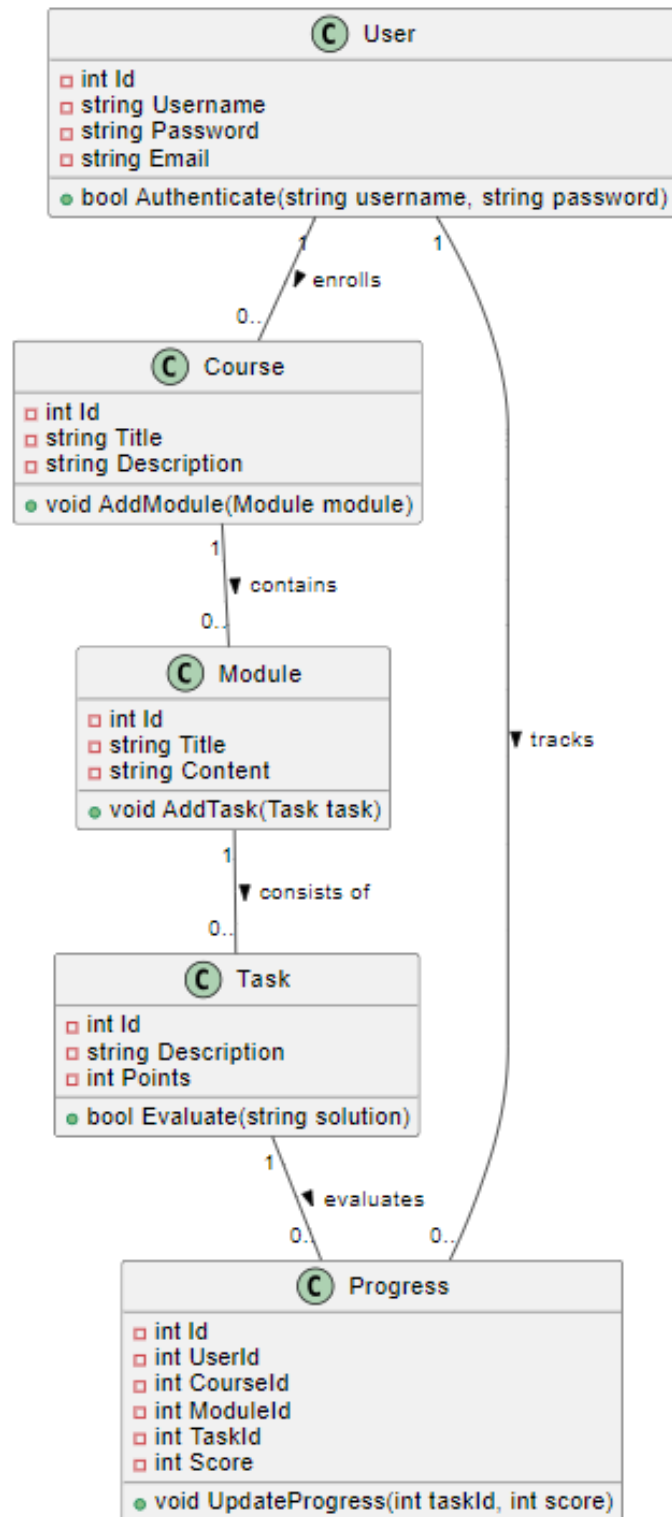 C User
int Id
string Username
string Password
string Email
bool Authenticate(string username, string password)
1 1
enrolls
0..
C Course
int Id
string Title
string Description
void AddModule(Module module)
1
contains
0..
C Module
int Id
string Title
string Content
void AddTask(Task task)
tracks
1
consists of
0..
C Task
int Id
string Description
int Points
bool Evaluate(string solution)
1
evaluates
0.. 0..
C Progress
int Id
int UserId
int CourseId
int ModuleId
int TaskId
int Score
void UpdateProgress(int taskId, int score)